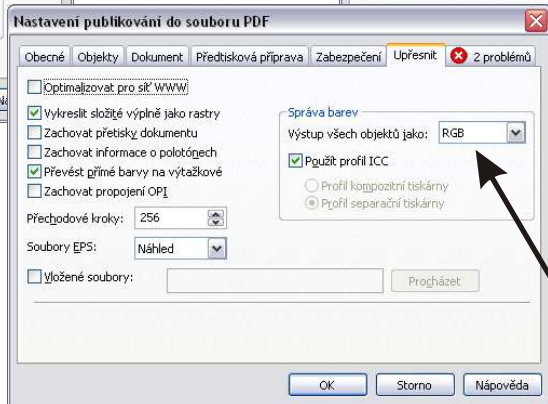 Nastavení publikování do souboru PDF
Obecné Objekty Dokument Předtisková příprava Zabezpečení Upřesnit 2 problémů
Optimalizovat pro síť WWW
Vykreslit složité výplně jako rastry
Zachovat přetisky dokumentu
Zachovat informace o polotónech
Převést přímé barvy na výtažkové
Zachovat propojení OPI
Přechodové kroky: 256
Soubory EPS: Náhled
Vložené soubory: Procházet
Správa barev
Výstup všech objektů jako: RGB
Použít profil ICC
Profil kompozitní tiskárny
Profil separační tiskárny
OK Storno Nápověda